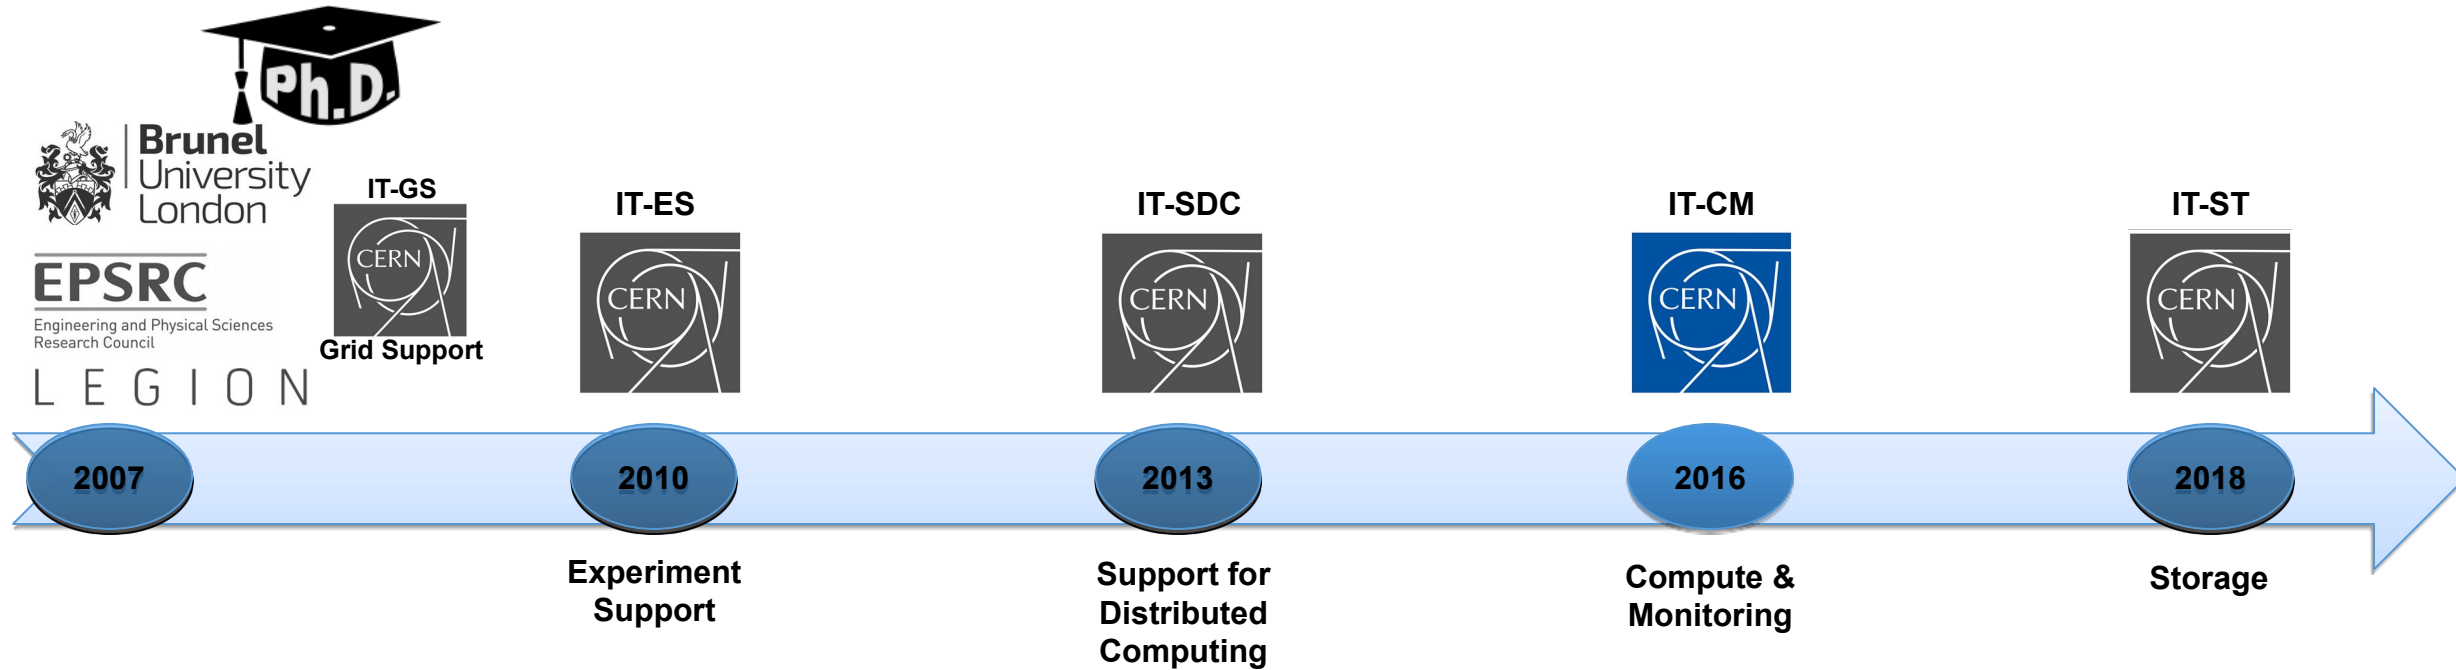 Ph.D.
Brunel
University
London
EPSRC
Engineering and Physical Sciences
Research Council
LEGION
IT-GS
CERN
Grid Support
IT-ES
CERN
IT-SDC
CERN
IT-CM
CERN
IT-ST
CERN
2007
2010
2013
2016
2018
Experiment
Support
Support for
Distributed
Computing
Compute &
Monitoring
Storage